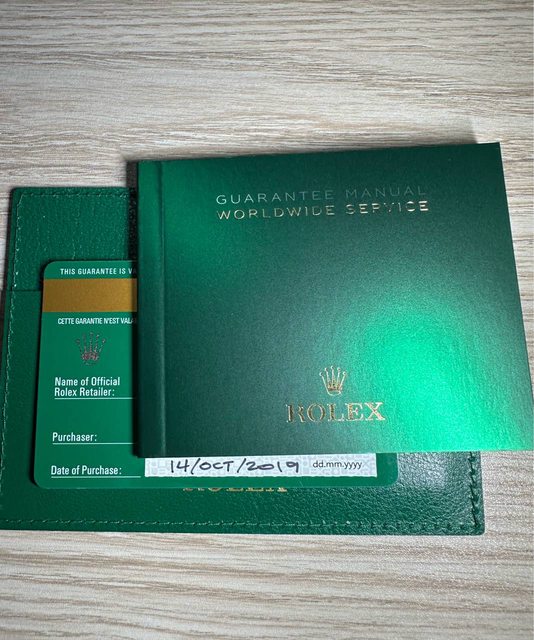 GUARANTEE MANUAL
WORLDWIDE SERVICE
ROLEX
THIS GUARANTEE IS
CETTE GARANTIE N'EST
Name of Official
Rolex Retailer:
Purchaser:
Date of Purchase:
14/OCT/2019 dd.mm.yyyy
ROLEX